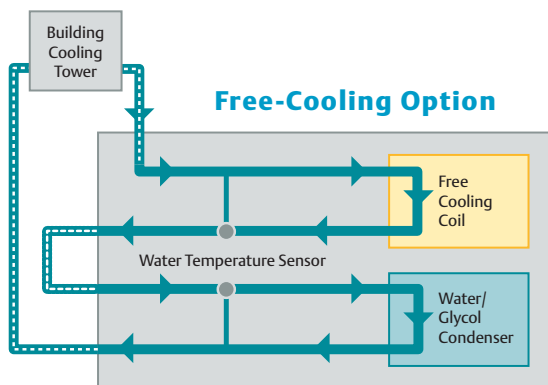 Building
Cooling
Tower
Free-Cooling Option
Free
Cooling
Coil
Water Temperature Sensor
Water/
Glycol
Condenser